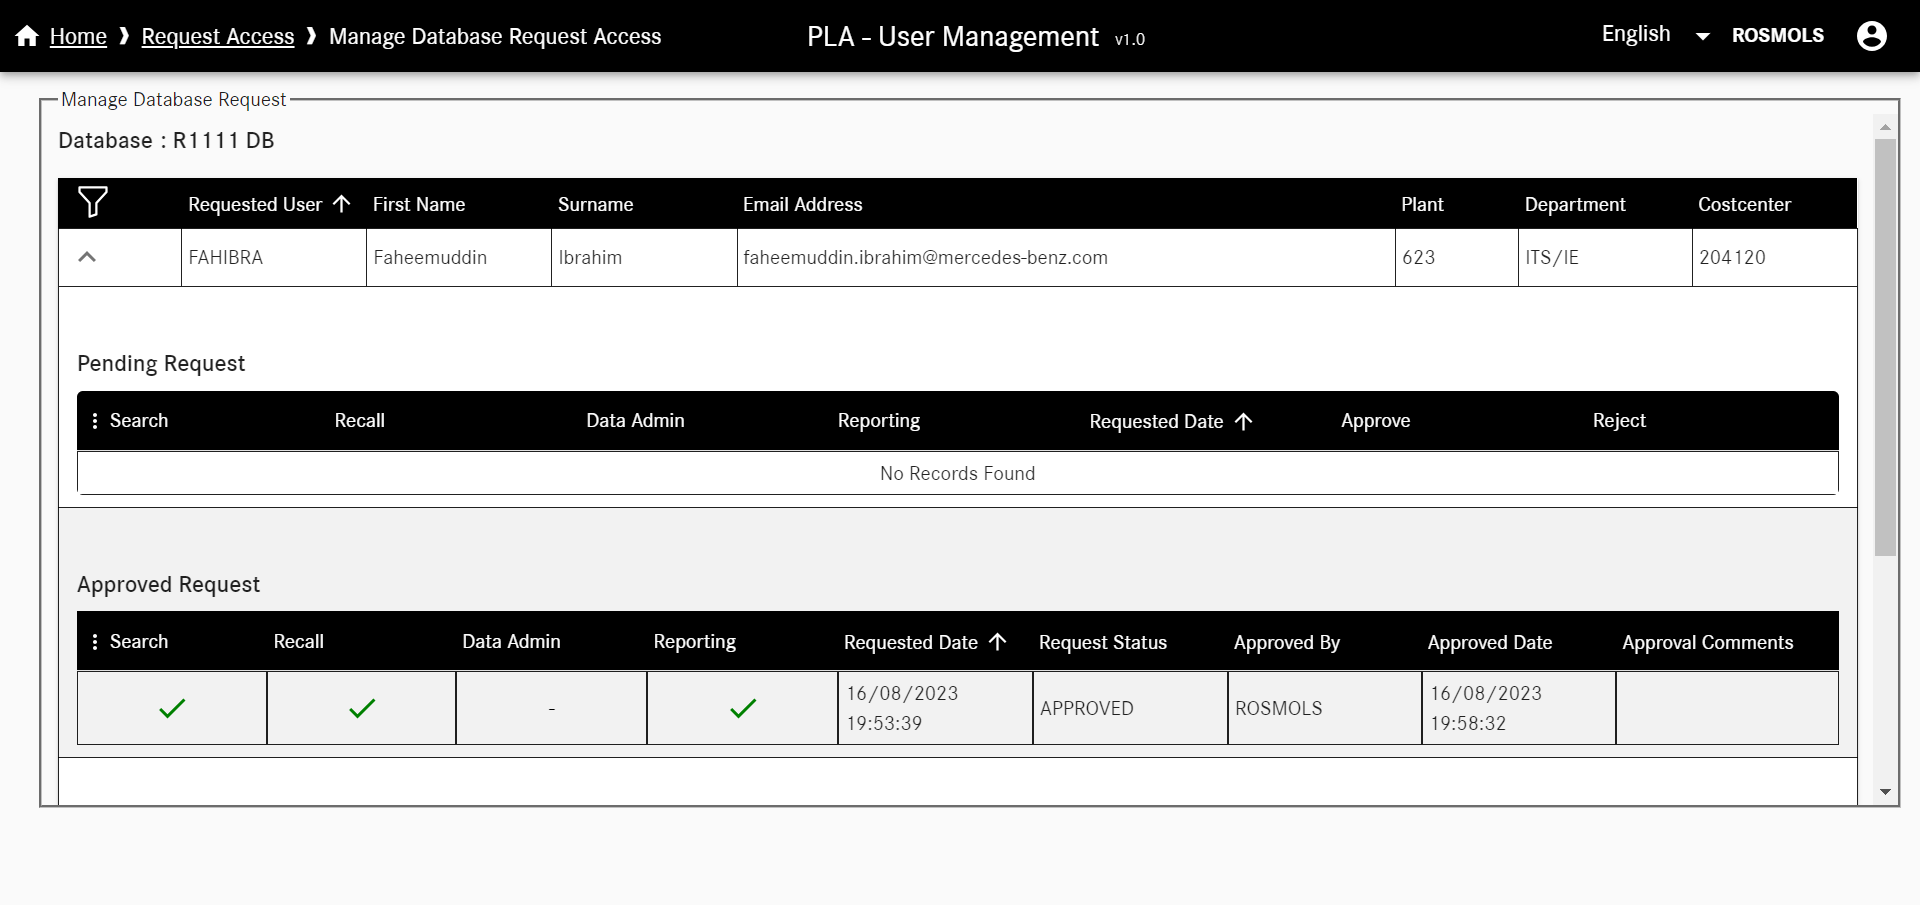 Home ❱ Request Access ❱ Manage Database Request Access
PLA - User Management v1.0
English
ROSMOLS
Manage Database Request
Database : R1111 DB
Requested User First Name Surname Email Address Plant Department Costcenter
FAHIBRA Faheemuddin Ibrahim faheemuddin.ibrahim@mercedes-benz.com 623 ITS/IE 204120
Pending Request
Search Recall Data Admin Reporting Requested Date Approve Reject
No Records Found
Approved Request
Search Recall Data Admin Reporting Requested Date Request Status Approved By Approved Date Approval Comments
- 16/08/2023 19:53:39 APPROVED ROSMOLS 16/08/2023 19:58:32